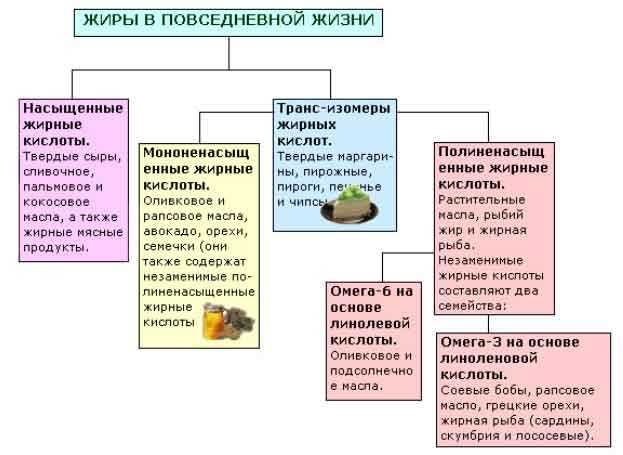 ЖИРЫ В ПОВСЕДНЕВНОЙ ЖИЗНИ
Насыщенные
жирные
кислоты.
Твердые сыры,
сливочное,
пальмовое и
кокосовое
масла, а также
жирные мясные
продукты.
Мононенасыщ
енные жирные
кислоты.
Оливковое и
рапсовое масла,
авокадо, орехи,
семечки (они
также содержат
незаменимые по-
линенасыщенные
жирные
кислоты
Транс-изомеры
жирных
кислот.
Твердые маргари-
ны, пирожные,
пироги, печенье
и чипсы
Полиненасыщ
енные жирные
кислоты.
Растительные
масла, рыбий
жир и жирная
рыба.
Незаменимые
жирные кислоты
составляют два
семейства:
Омега-6 на
основе
линолевой
кислоты.
Оливковое и
подсолнечно
е масла.
Омега-3 на основе
линоленовой
кислоты.
Соевые бобы, рапсовое
масло, грецкие орехи,
жирная рыба (сардины,
скумбрия и лососевые).